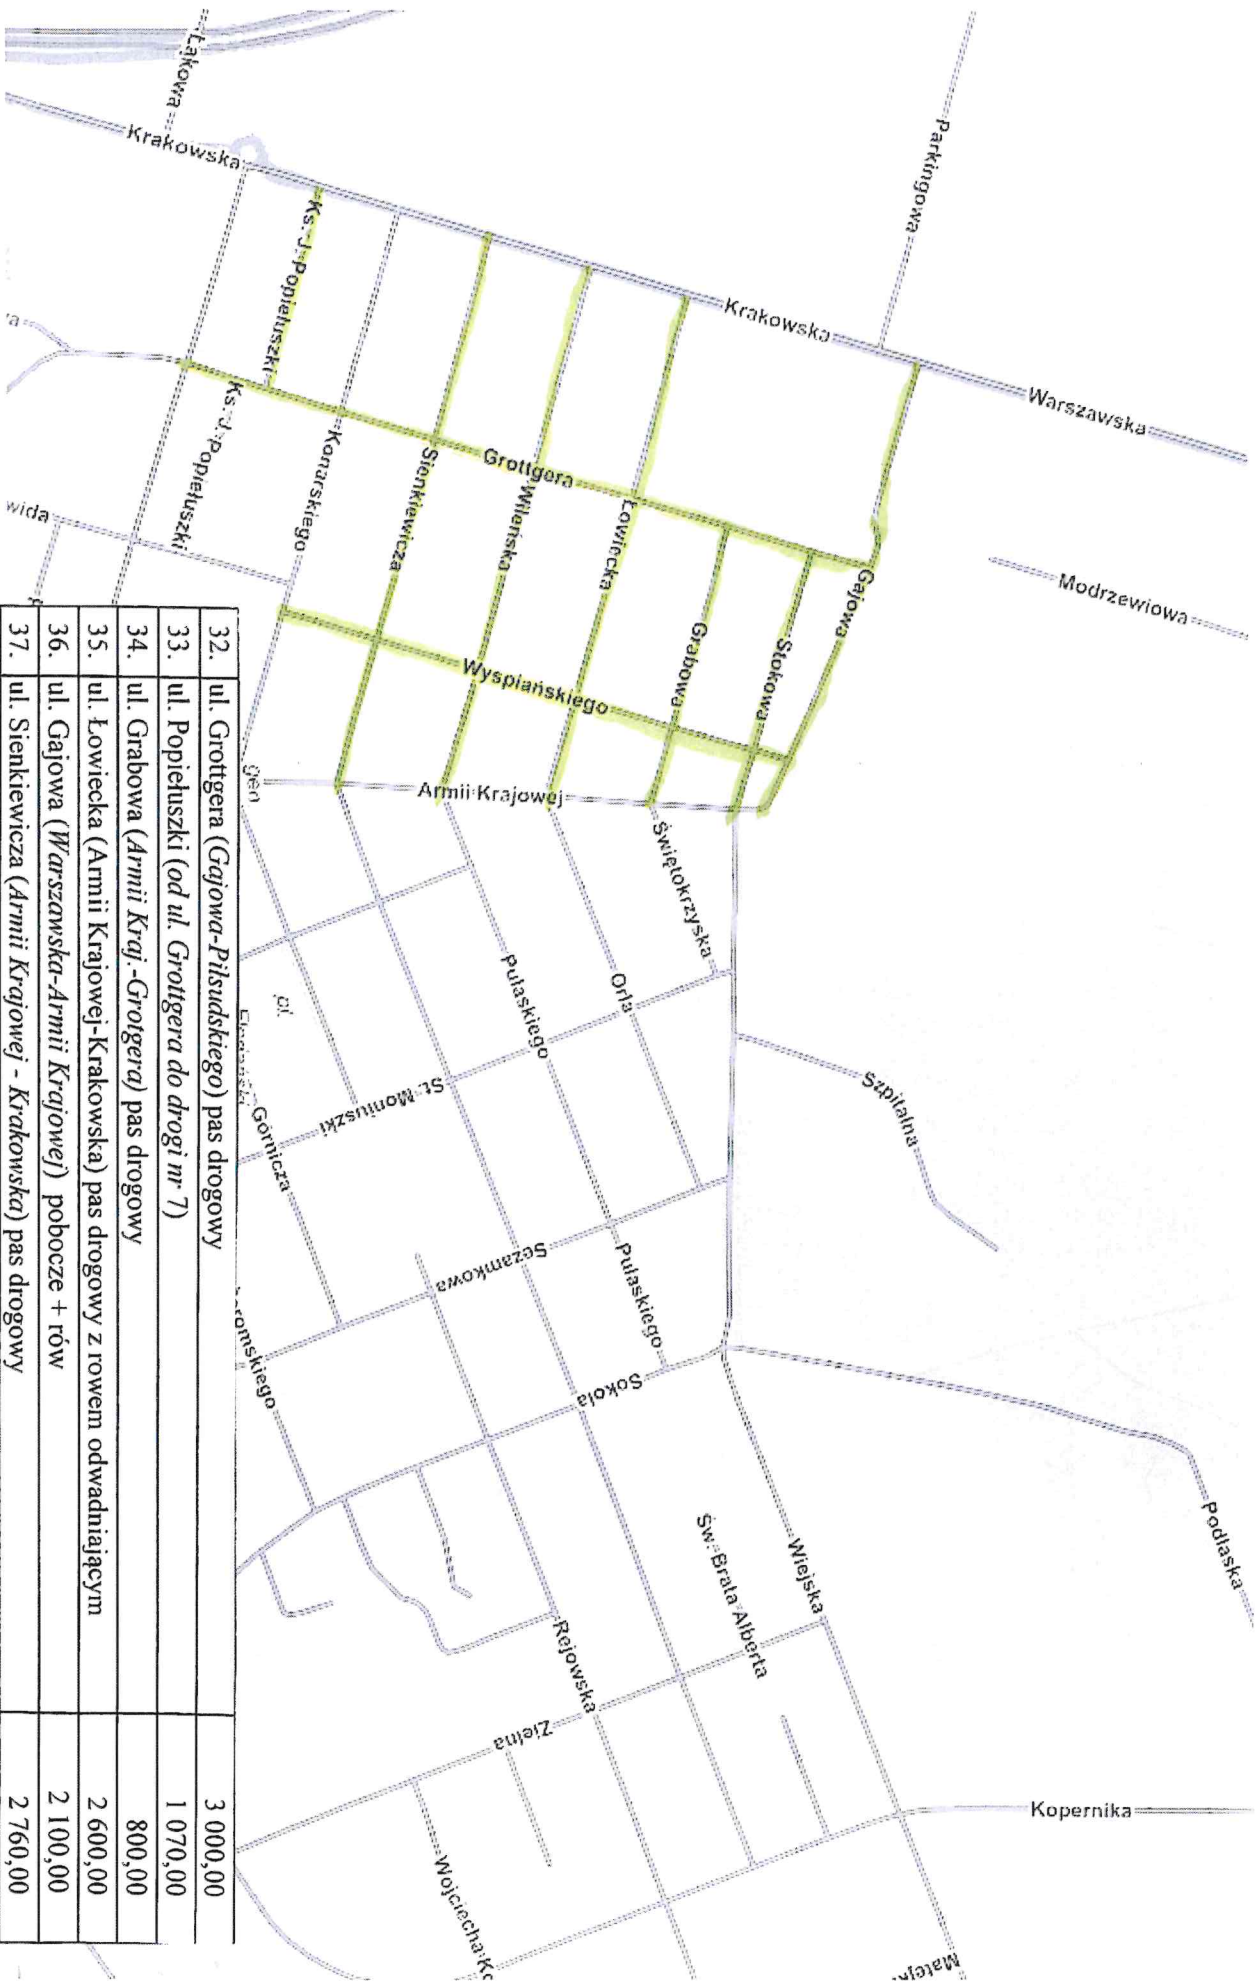 Łąkowa
Krakowska
Parkingowa
Ks. J. Popiełuszki
Krakowska
Warszawska
Ks. J. Popiełuszki
Konarskiego
Sienkiewicza
Grottgera
Wileńska
Łowiecka
Grabowa
Stokowa
Gajowa
Modrzewiowa
Wyspiańskiego
Armii Krajowej
Świętokrzyska
Pułaskiego
Orla
pl.
St. Moniuszki
Górnicza
Szpitalna
Sezamkowa
Pułaskiego
Sokola
Wiejska
Podlaska
Św. Brata Alberta
Rejowska
Zielna
Kopernika
Wojciecha
32. ul. Grottgera (Gajowa-Piłsudskiego) pas drogowy 3 000,00
33. ul. Popiełuszki (od ul. Grottgera do drogi nr 7) 1 070,00
34. ul. Grabowa (Armii Kraj.-Grotgera) pas drogowy 800,00
35. ul. Łowiecka (Armii Krajowej-Krakowska) pas drogowy z rowem odwadniającym 2 600,00
36. ul. Gajowa (Warszawska-Armii Krajowej) pobocze + rów 2 100,00
37. ul. Sienkiewicza (Armii Krajowej - Krakowska) pas drogowy 2 760,00